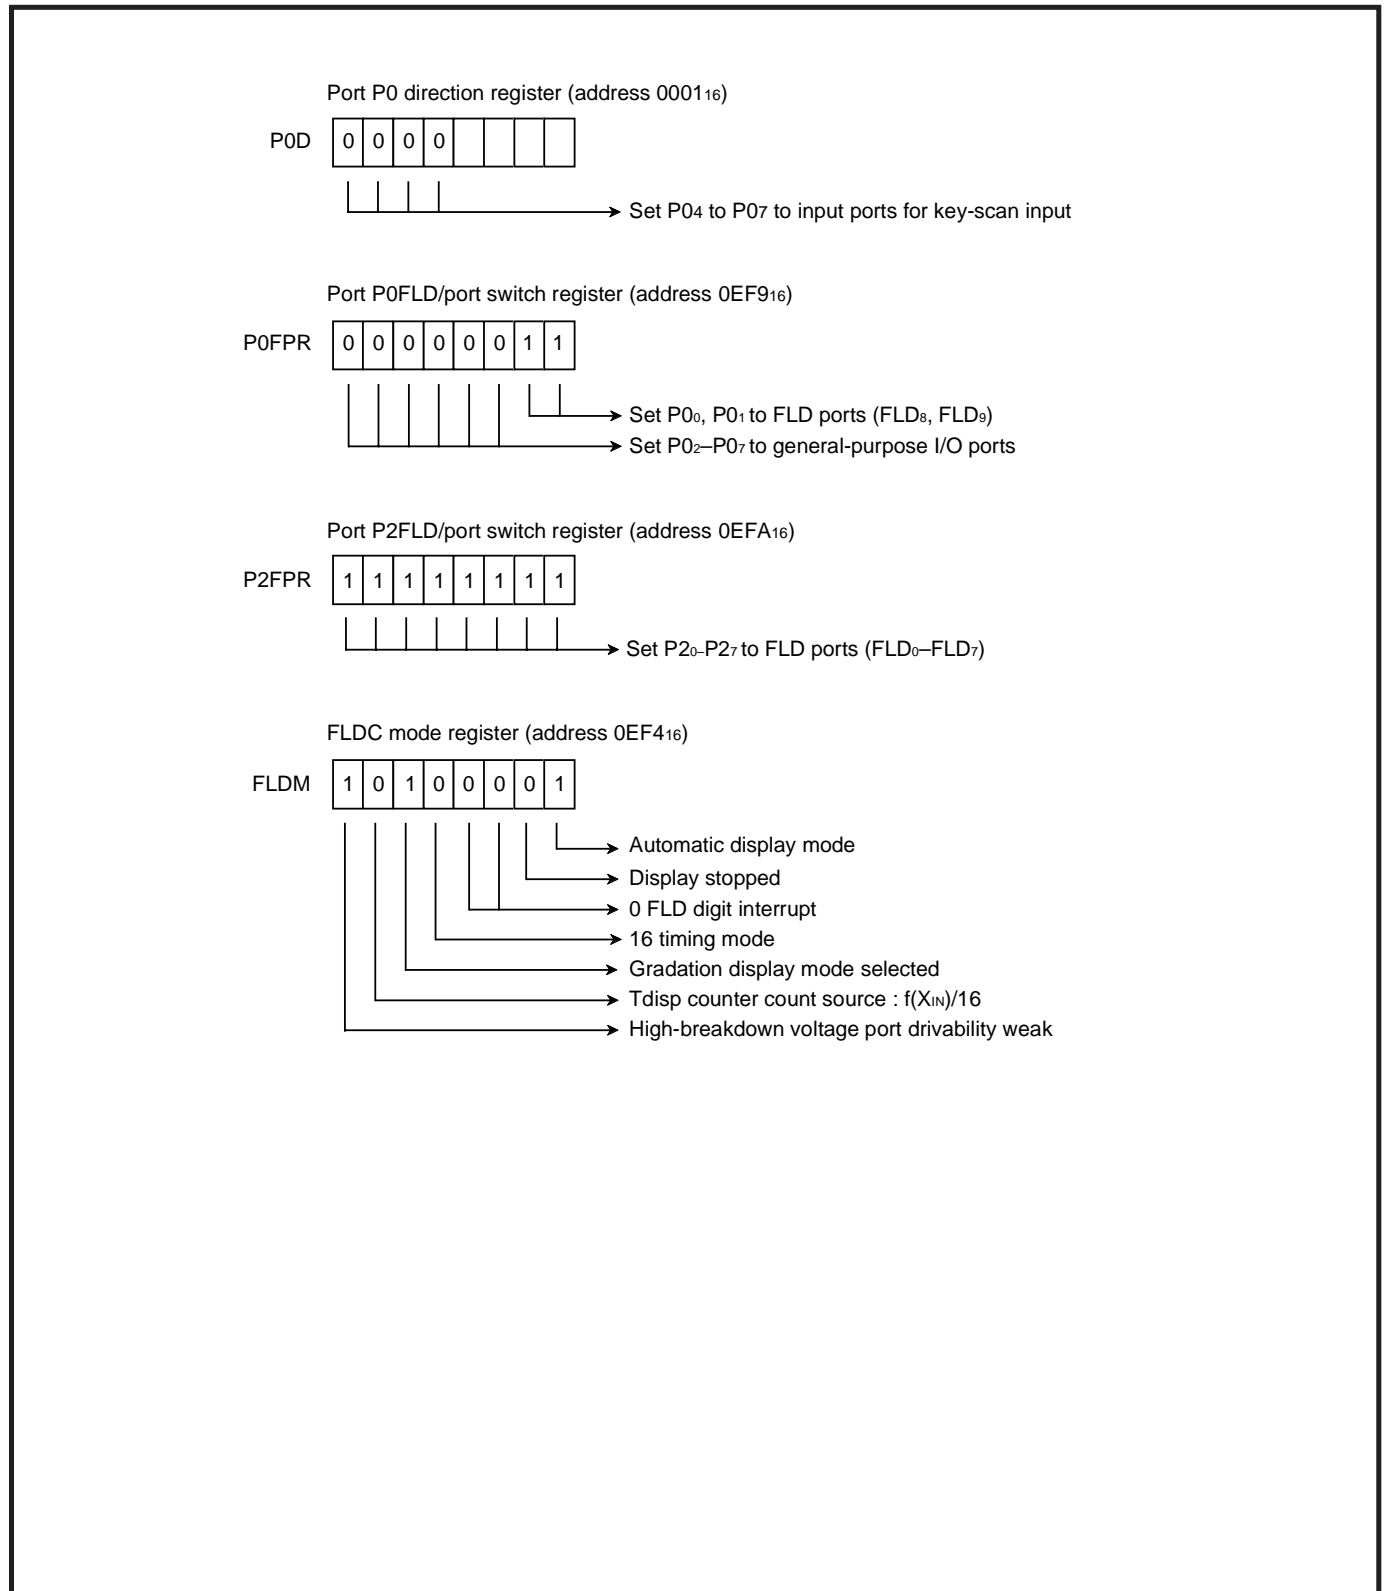 Port P0 direction register (address 0001₁₆)
P0D 0 0 0 0
Set P0₄ to P0₇ to input ports for key-scan input
Port P0FLD/port switch register (address 0EF9₁₆)
P0FPR 0 0 0 0 0 0 1 1
Set P0₀, P0₁ to FLD ports (FLD₈, FLD₉)
Set P0₂–P0₇ to general-purpose I/O ports
Port P2FLD/port switch register (address 0EFA₁₆)
P2FPR 1 1 1 1 1 1 1 1
Set P2₀–P2₇ to FLD ports (FLD₀–FLD₇)
FLDC mode register (address 0EF4₁₆)
FLDM 1 0 1 0 0 0 0 1
Automatic display mode
Display stopped
0 FLD digit interrupt
16 timing mode
Gradation display mode selected
Tdisp counter count source : f(XIN)/16
High-breakdown voltage port drivability weak